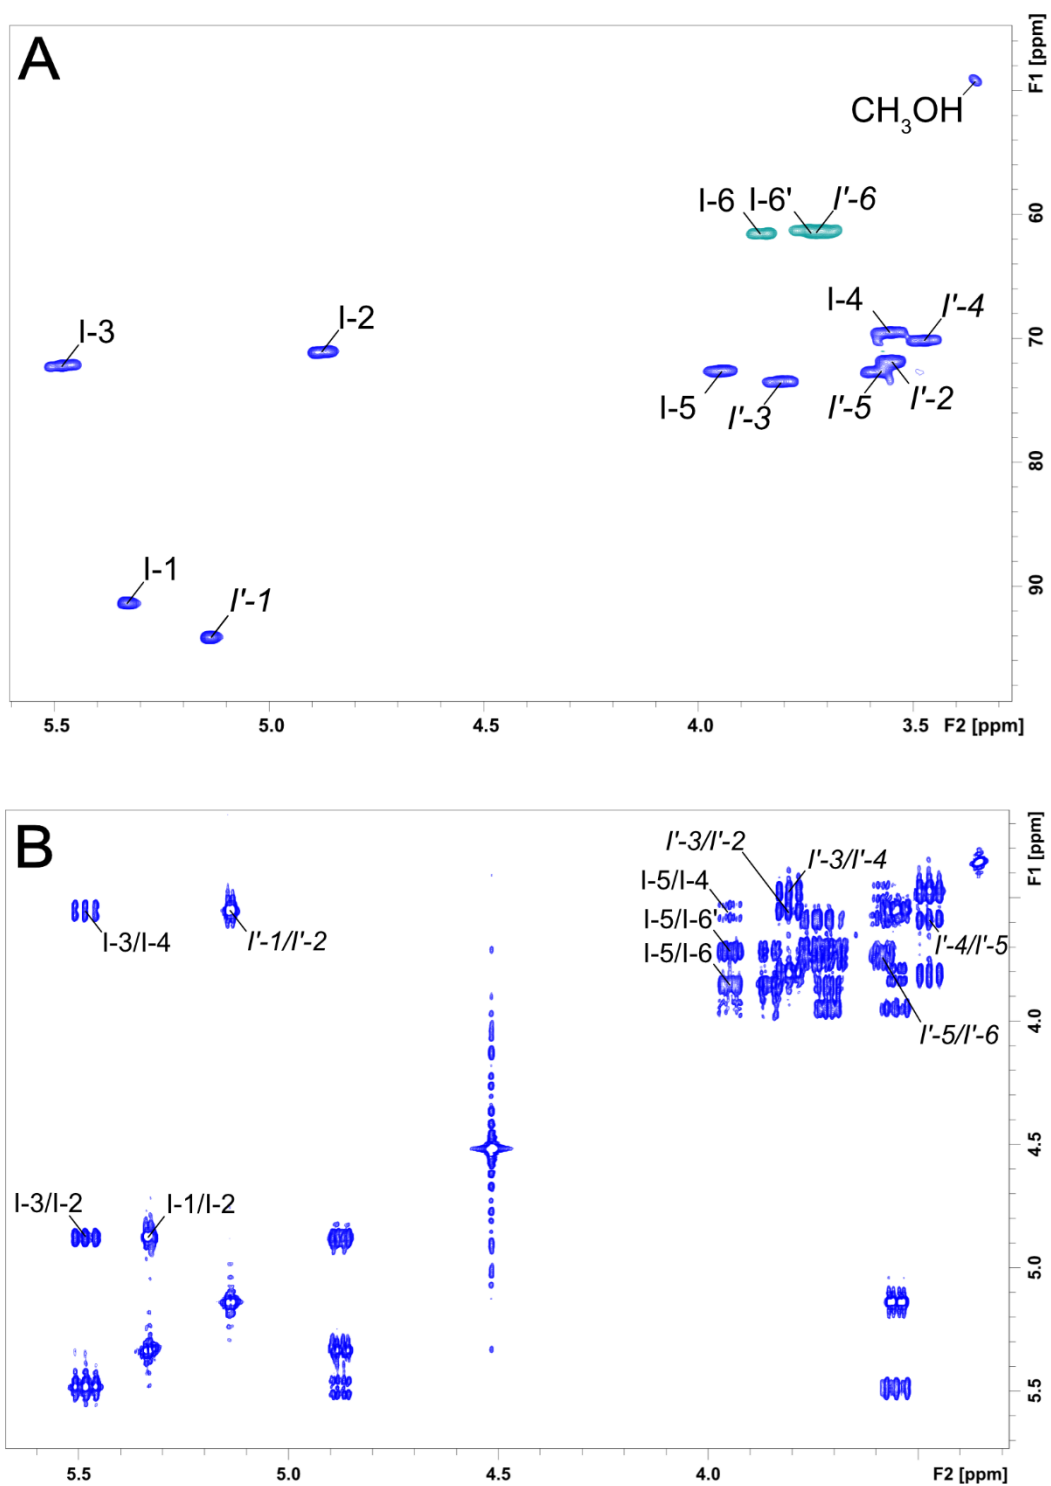 A
F1 [ppm]
CH₃OH
I-6 I-6' I'-6
60
I-4 I'-4
I-3 I-2
70
I-5 I'-3 I'-5 I'-2
80
I-1
I'-1
90
5.5 5.0 4.5 4.0 3.5 F2 [ppm]
B
F1 [ppm]
I'-3/I'-2
I'-3/I'-4
I-5/I-4
I-5/I-6'
I-5/I-6
I-3/I-4
I'-1/I'-2
I'-4/I'-5
4.0
I'-5/I'-6
4.5
I-3/I-2 I-1/I-2
5.0
5.5
5.5 5.0 4.5 4.0 F2 [ppm]